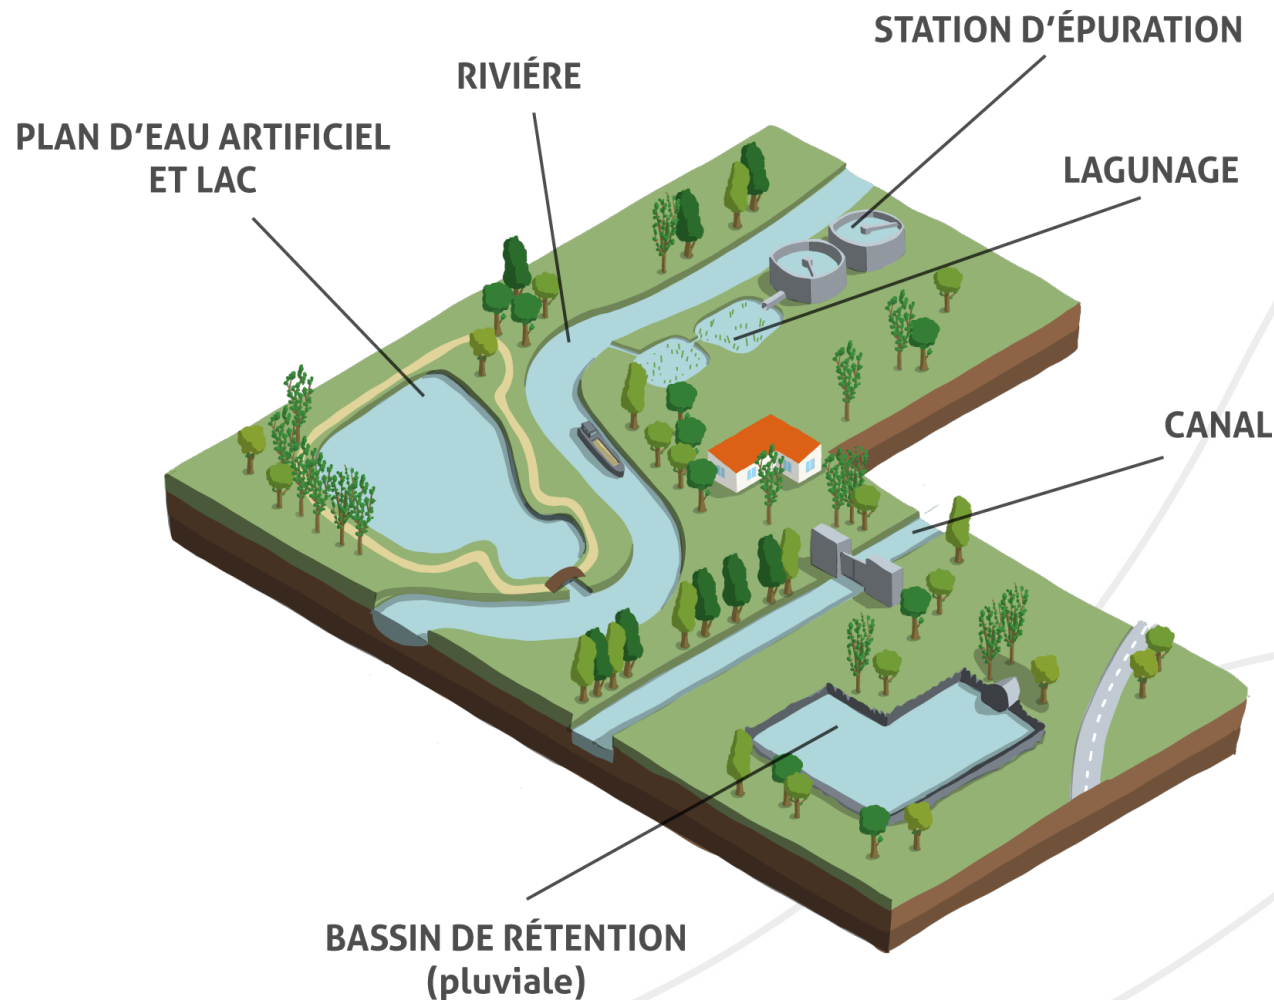 STATION D'ÉPURATION
RIVIÉRE
PLAN D'EAU ARTIFICIEL
ET LAC
LAGUNAGE
CANAL
BASSIN DE RÉTENTION
(pluviale)